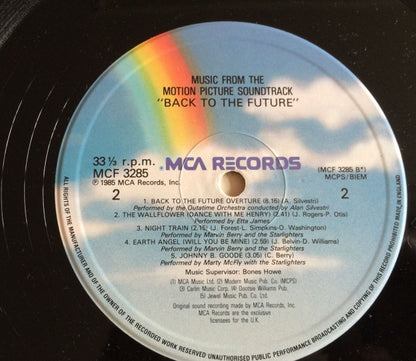 MUSIC FROM THE
MOTION PICTURE SOUNDTRACK
"BACK TO THE FUTURE"
33 ⅓ r.p.m.
MCF 3285
℗ 1985 MCA Records, Inc.
MCA RECORDS
(MCF 3285 B*)
MCPS/BIEM
2
2
1. BACK TO THE FUTURE OVERTURE (8.15) (A. Silvestri)
Performed by the Outatime Orchestra conducted by Alan Silvestri
2. THE WALLFLOWER (DANCE WITH ME HENRY) (2.41) (J. Rogers-P. Otis)
Performed by Etta James
3. NIGHT TRAIN (2.15) (J. Forrest-L. Simpkins-O. Washington)
Performed by Marvin Berry and the Starlighters
4. EARTH ANGEL (WILL YOU BE MINE) (2.59) (J. Belvin-D. Williams)
Performed by Marvin Berry and the Starlighters
5. JOHNNY B. GOODE (3.05) (C. Berry)
Performed by Marty McFly with the Starlighters
Music Supervisor: Bones Howe
(1) MCA Music Ltd. (2) Modern Music Pub. Co. (MCPS)
(3) Carlin Music Corp. (4) Dootsie Williams Pub.
(5) Jewel Music Pub. Co. Ltd.
Original sound recording made by MCA Records, Inc.
MCA Records are the exclusive
licensees for the U.K.
ALL RIGHTS OF THE MANUFACTURER AND OF THE OWNER OF THE RECORDED WORK RESERVED UNAUTHORISED PUBLIC PERFORMANCE BROADCASTING AND COPYING OF THIS RECORD PROHIBITED